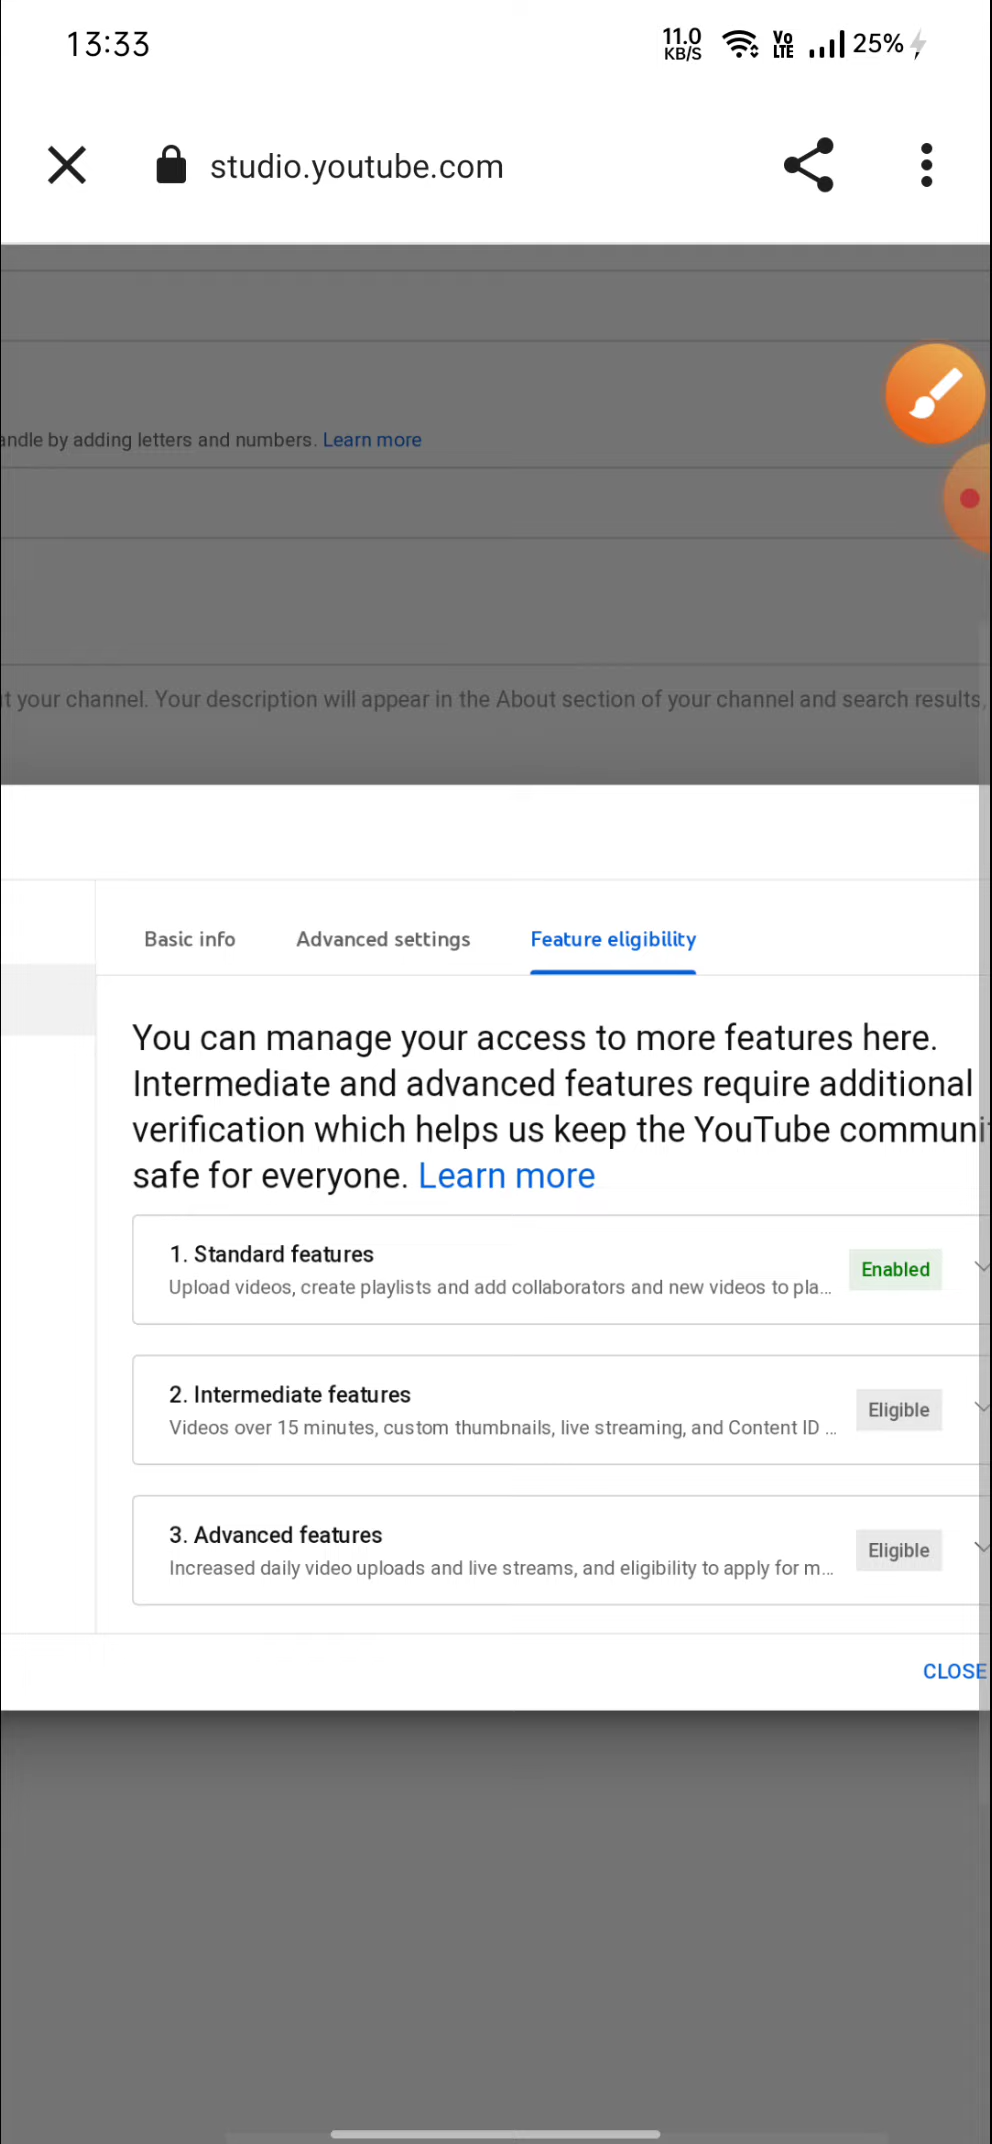 13:33
11.0 KB/S Vo LTE 25%
studio.youtube.com
andle by adding letters and numbers. Learn more
t your channel. Your description will appear in the About section of your channel and search results,
Basic info Advanced settings Feature eligibility
You can manage your access to more features here.
Intermediate and advanced features require additional
verification which helps us keep the YouTube communi
safe for everyone. Learn more
1. Standard features
Upload videos, create playlists and add collaborators and new videos to pla...
Enabled
2. Intermediate features
Videos over 15 minutes, custom thumbnails, live streaming, and Content ID ...
Eligible
3. Advanced features
Increased daily video uploads and live streams, and eligibility to apply for m...
Eligible
CLOSE